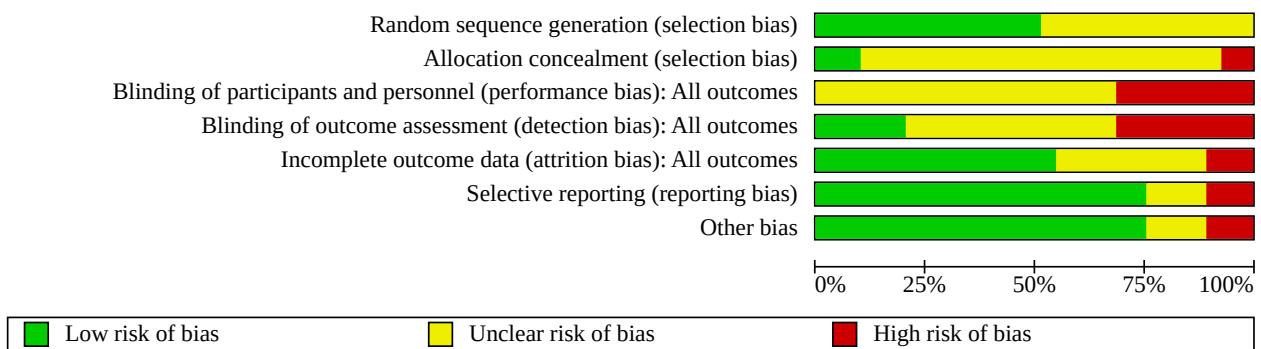 Random sequence generation (selection bias)
Allocation concealment (selection bias)
Blinding of participants and personnel (performance bias): All outcomes
Blinding of outcome assessment (detection bias): All outcomes
Incomplete outcome data (attrition bias): All outcomes
Selective reporting (reporting bias)
Other bias
0% 25% 50% 75% 100%
Low risk of bias Unclear risk of bias High risk of bias